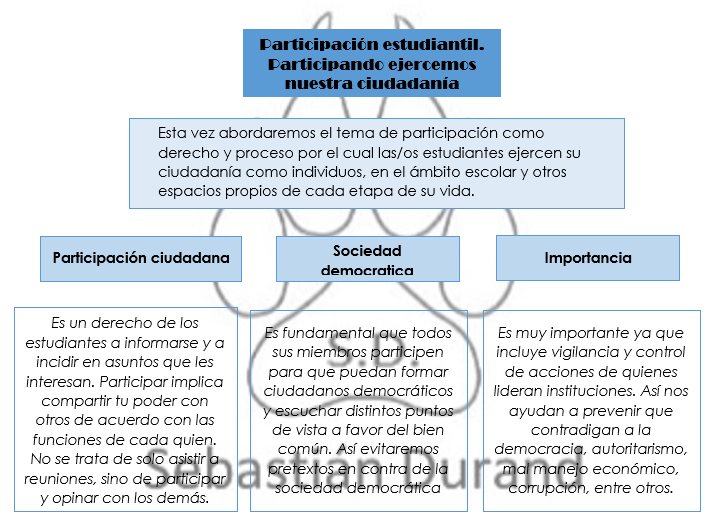 Participación estudiantil.
Participando ejercemos
nuestra ciudadanía
Esta vez abordaremos el tema de participación como
derecho y proceso por el cual las/os estudiantes ejercen su
ciudadanía como individuos, en el ámbito escolar y otros
espacios propios de cada etapa de su vida.
Participación ciudadana
Sociedad
democratica
Importancia
Es un derecho de los
estudiantes a informarse y a
incidir en asuntos que les
interesan. Participar implica
compartir tu poder con
otros de acuerdo con las
funciones de cada quien.
No se trata de solo asistir a
reuniones, sino de participar
y opinar con los demás.
Es fundamental que todos
sus miembros participen
para que puedan formar
ciudadanos democráticos
y escuchar distintos puntos
de vista a favor del bien
común. Así evitaremos
pretextos en contra de la
sociedad democrática
Es muy importante ya que
incluye vigilancia y control
de acciones de quienes
lideran instituciones. Así nos
ayudan a prevenir que
contradigan a la
democracia, autoritarismo,
mal manejo económico,
corrupción, entre otros.
S.D.
Sebastian Durand